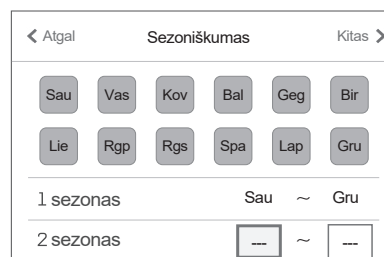 Atgal Sezoniškumas Kitas
Sau Vas Kov Bal Geg Bir
Lie Rgp Rgs Spa Lap Gru
1 sezonas Sau ~ Gru
2 sezonas --- ~ ---